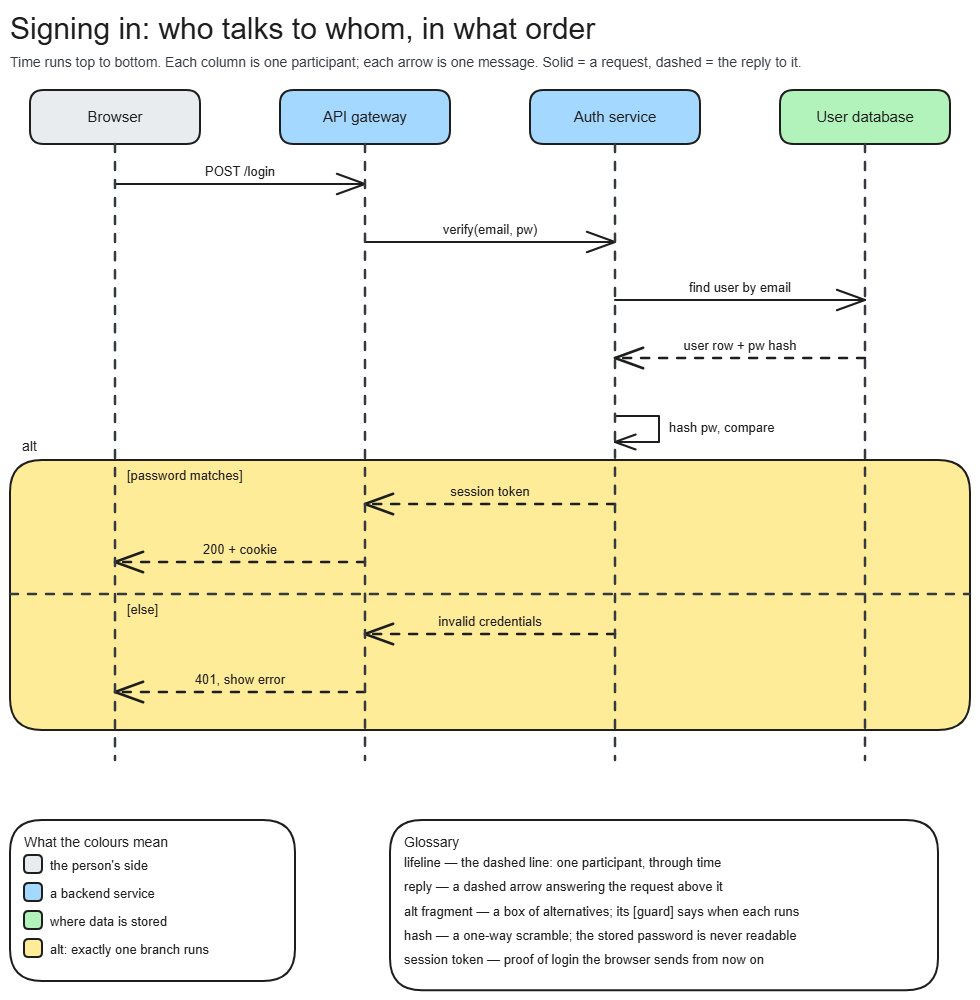 Signing in: who talks to whom, in what order
Time runs top to bottom. Each column is one participant; each arrow is one message. Solid = a request, dashed = the reply to it.
Browser
API gateway
Auth service
User database
POST /login
verify(email, pw)
find user by email
user row + pw hash
hash pw, compare
alt
[password matches]
session token
200 + cookie
[else]
invalid credentials
401, show error
What the colours mean
the person's side
a backend service
where data is stored
alt: exactly one branch runs
Glossary
lifeline — the dashed line: one participant, through time
reply — a dashed arrow answering the request above it
alt fragment — a box of alternatives; its [guard] says when each runs
hash — a one-way scramble; the stored password is never readable
session token — proof of login the browser sends from now on